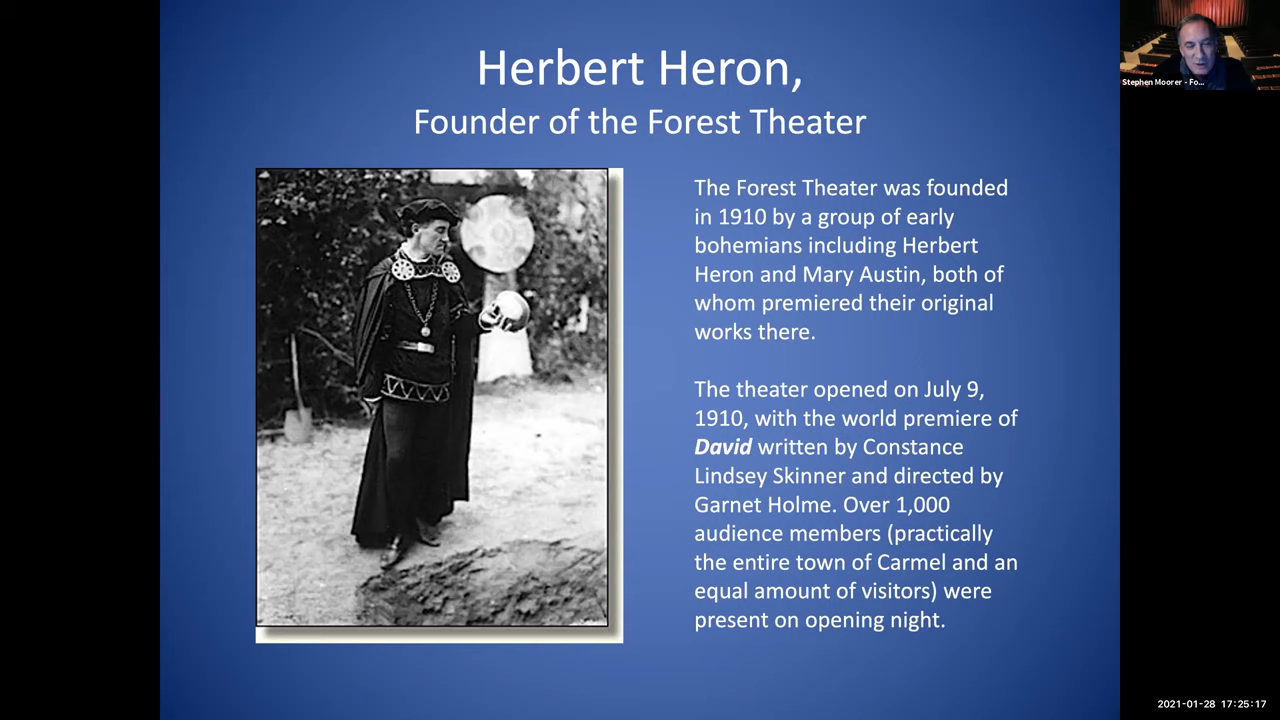 Herbert Heron,
Founder of the Forest Theater
Stephen Moorer - Fo...
The Forest Theater was founded
in 1910 by a group of early
bohemians including Herbert
Heron and Mary Austin, both of
whom premiered their original
works there.
The theater opened on July 9,
1910, with the world premiere of
David written by Constance
Lindsey Skinner and directed by
Garnet Holme. Over 1,000
audience members (practically
the entire town of Carmel and an
equal amount of visitors) were
present on opening night.
2021-01-28 17:25:17